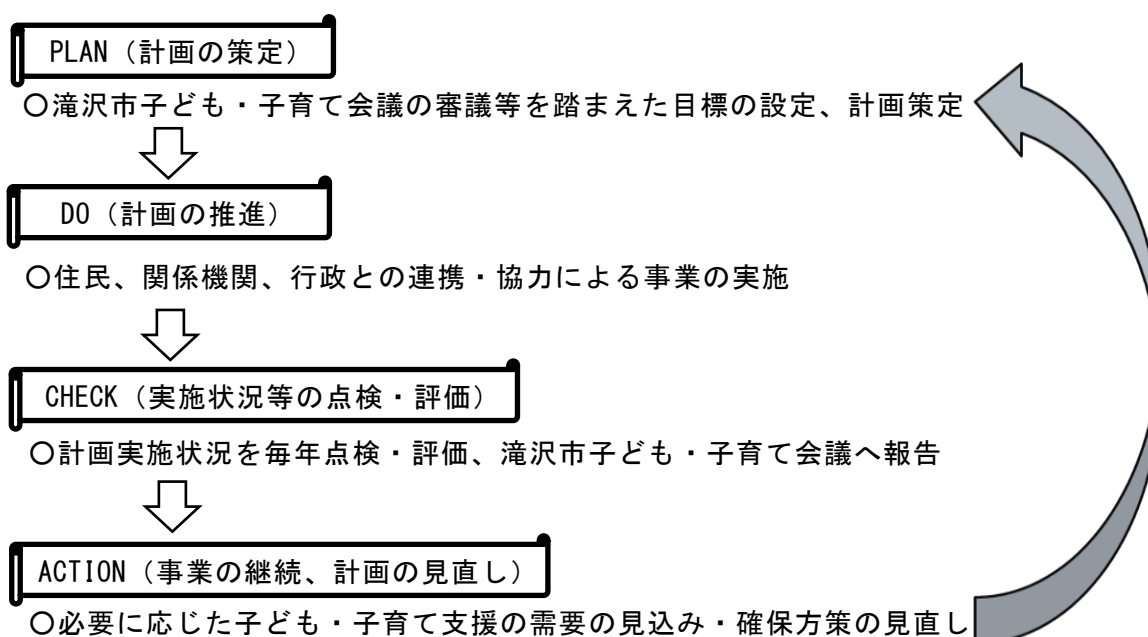 PLAN（計画の策定）
〇滝沢市子ども・子育て会議の審議等を踏まえた目標の設定、計画策定
DO（計画の推進）
〇住民、関係機関、行政との連携・協力による事業の実施
CHECK（実施状況等の点検・評価）
〇計画実施状況を毎年点検・評価、滝沢市子ども・子育て会議へ報告
ACTION（事業の継続、計画の見直し）
〇必要に応じた子ども・子育て支援の需要の見込み・確保方策の見直し